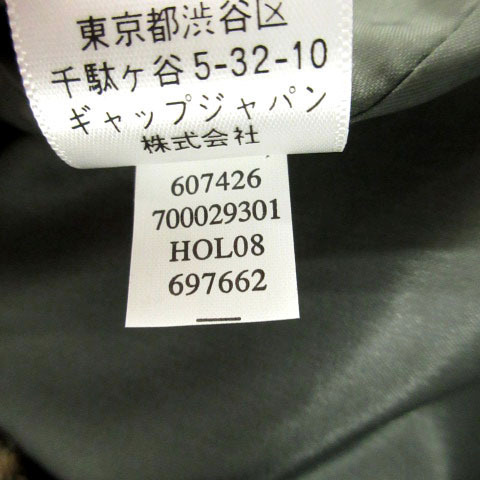 東京都渋谷区
千駄ヶ谷5-32-10
ギャップジャパン
株式会社
607426
700029301
HOL08
697662